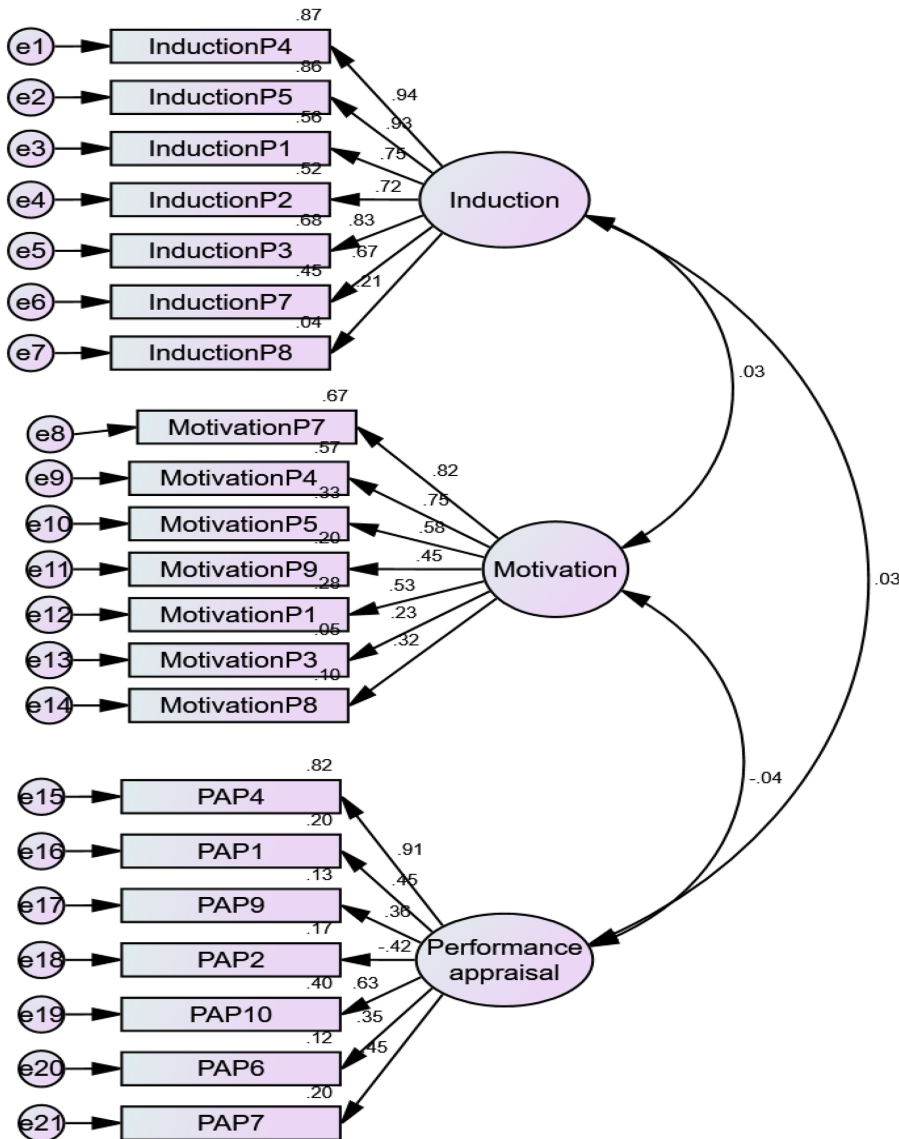 .87
e1
InductionP4
.86
.94
e2
InductionP5
.93
.56
e3
InductionP1
.75
.52
e4
InductionP2
.72
Induction
.68
.83
e5
InductionP3
.67
.45
e6
InductionP7
.21
.04
e7
InductionP8
.03
.67
e8
MotivationP7
.57
.82
e9
MotivationP4
.75
.33
e10
MotivationP5
.58
.20
e11
MotivationP9
.45
Motivation
.28
.53
e12
MotivationP1
.23
.05
e13
MotivationP3
.32
.10
e14
MotivationP8
.03
-.04
.82
e15
PAP4
.20
.91
e16
PAP1
.45
.13
e17
PAP9
.36
.17
e18
PAP2
-.42
Performance
appraisal
.40
.63
e19
PAP10
.35
.12
e20
PAP6
.45
.20
e21
PAP7